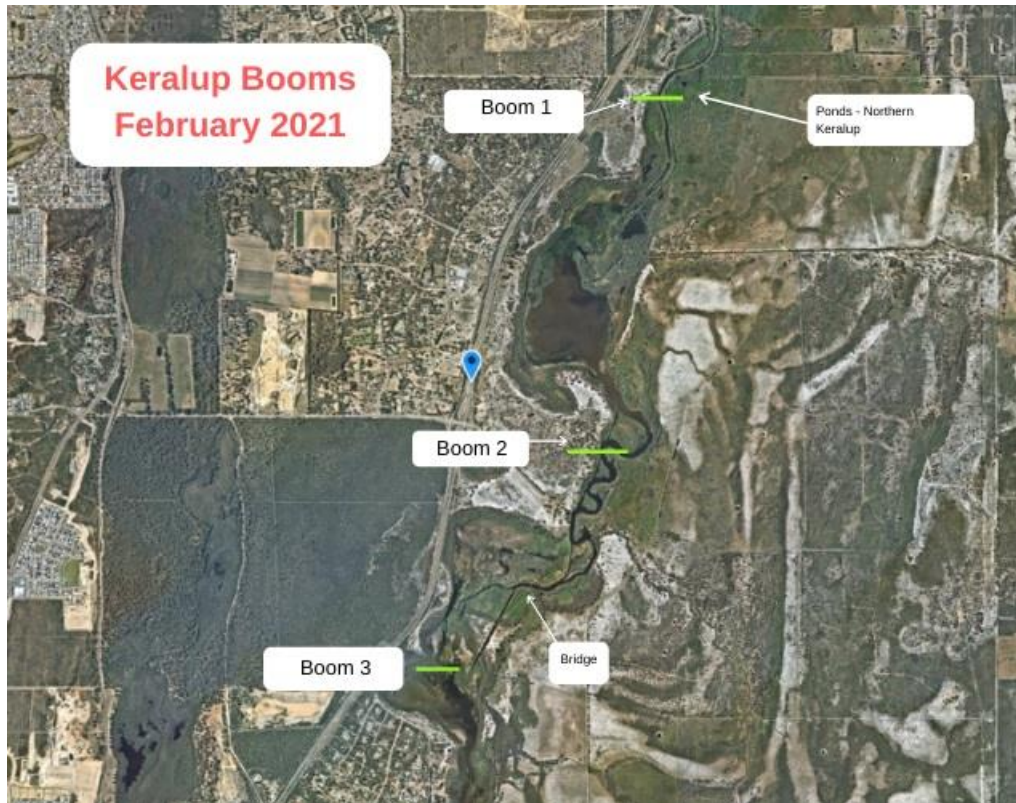 Keralup Booms
February 2021
Boom 1
Ponds - Northern
Keralup
Boom 2
Bridge
Boom 3